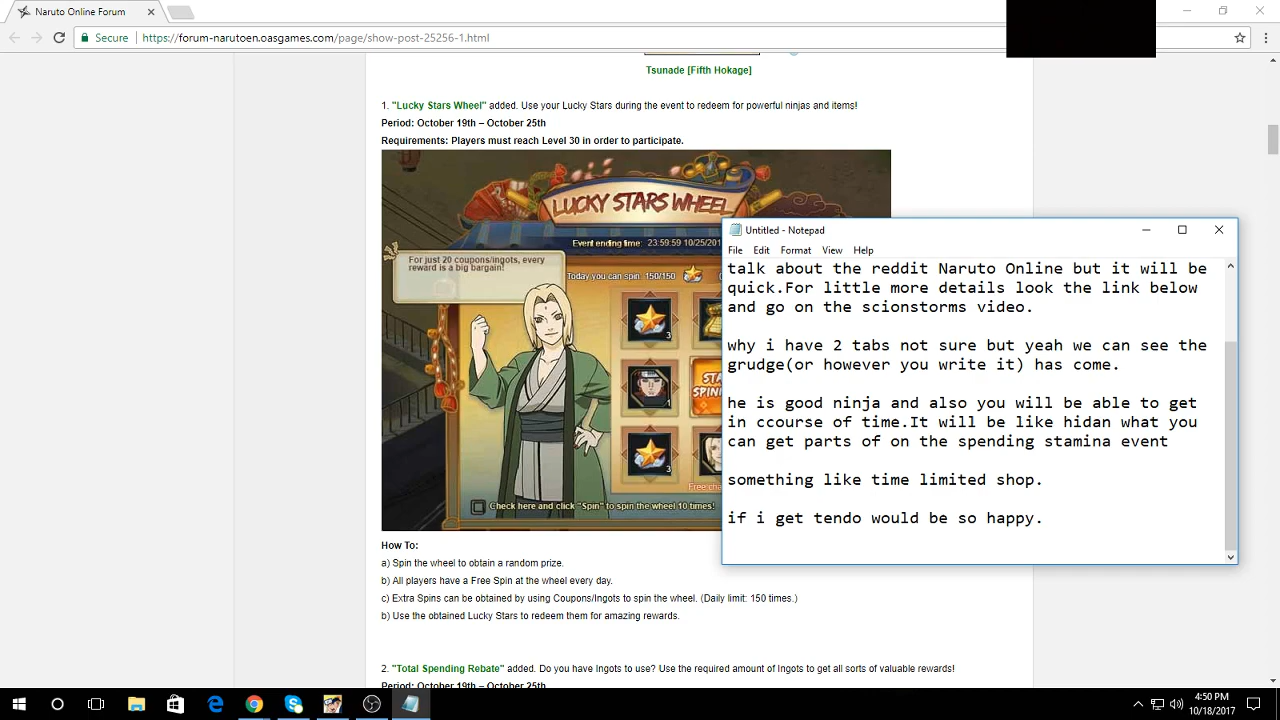 Naruto Online Forum
Secure
https://forum-narutoen.oasgames.com/page/show-post-25256-1.html
Tsunade [Fifth Hokage]
1. "Lucky Stars Wheel" added. Use your Lucky Stars during the event to redeem for powerful ninjas and items!
Period: October 19th – October 25th
Requirements: Players must reach Level 30 in order to participate.
LUCKY STARS WHEEL
Event ending time: 23:59:59 10/25/201
For just 20 coupons/ingots, every
reward is a big bargain!
Today you can spin: 150/150
3
1
STA
SPIN
3
Free cha
Check here and click "Spin" to spin the wheel 10 times!
Untitled - Notepad
File Edit Format View Help
talk about the reddit Naruto Online but it will be
quick.For little more details look the link below
and go on the scionstorms video.
why i have 2 tabs not sure but yeah we can see the
grudge(or however you write it) has come.
he is good ninja and also you will be able to get
in ccourse of time.It will be like hidan what you
can get parts of on the spending stamina event
something like time limited shop.
if i get tendo would be so happy.
How To:
a) Spin the wheel to obtain a random prize.
b) All players have a Free Spin at the wheel every day.
c) Extra Spins can be obtained by using Coupons/Ingots to spin the wheel. (Daily limit: 150 times.)
b) Use the obtained Lucky Stars to redeem them for amazing rewards.
2. "Total Spending Rebate" added. Do you have Ingots to use? Use the required amount of Ingots to get all sorts of valuable rewards!
Period: October 19th – October 25th
4:50 PM
10/18/2017